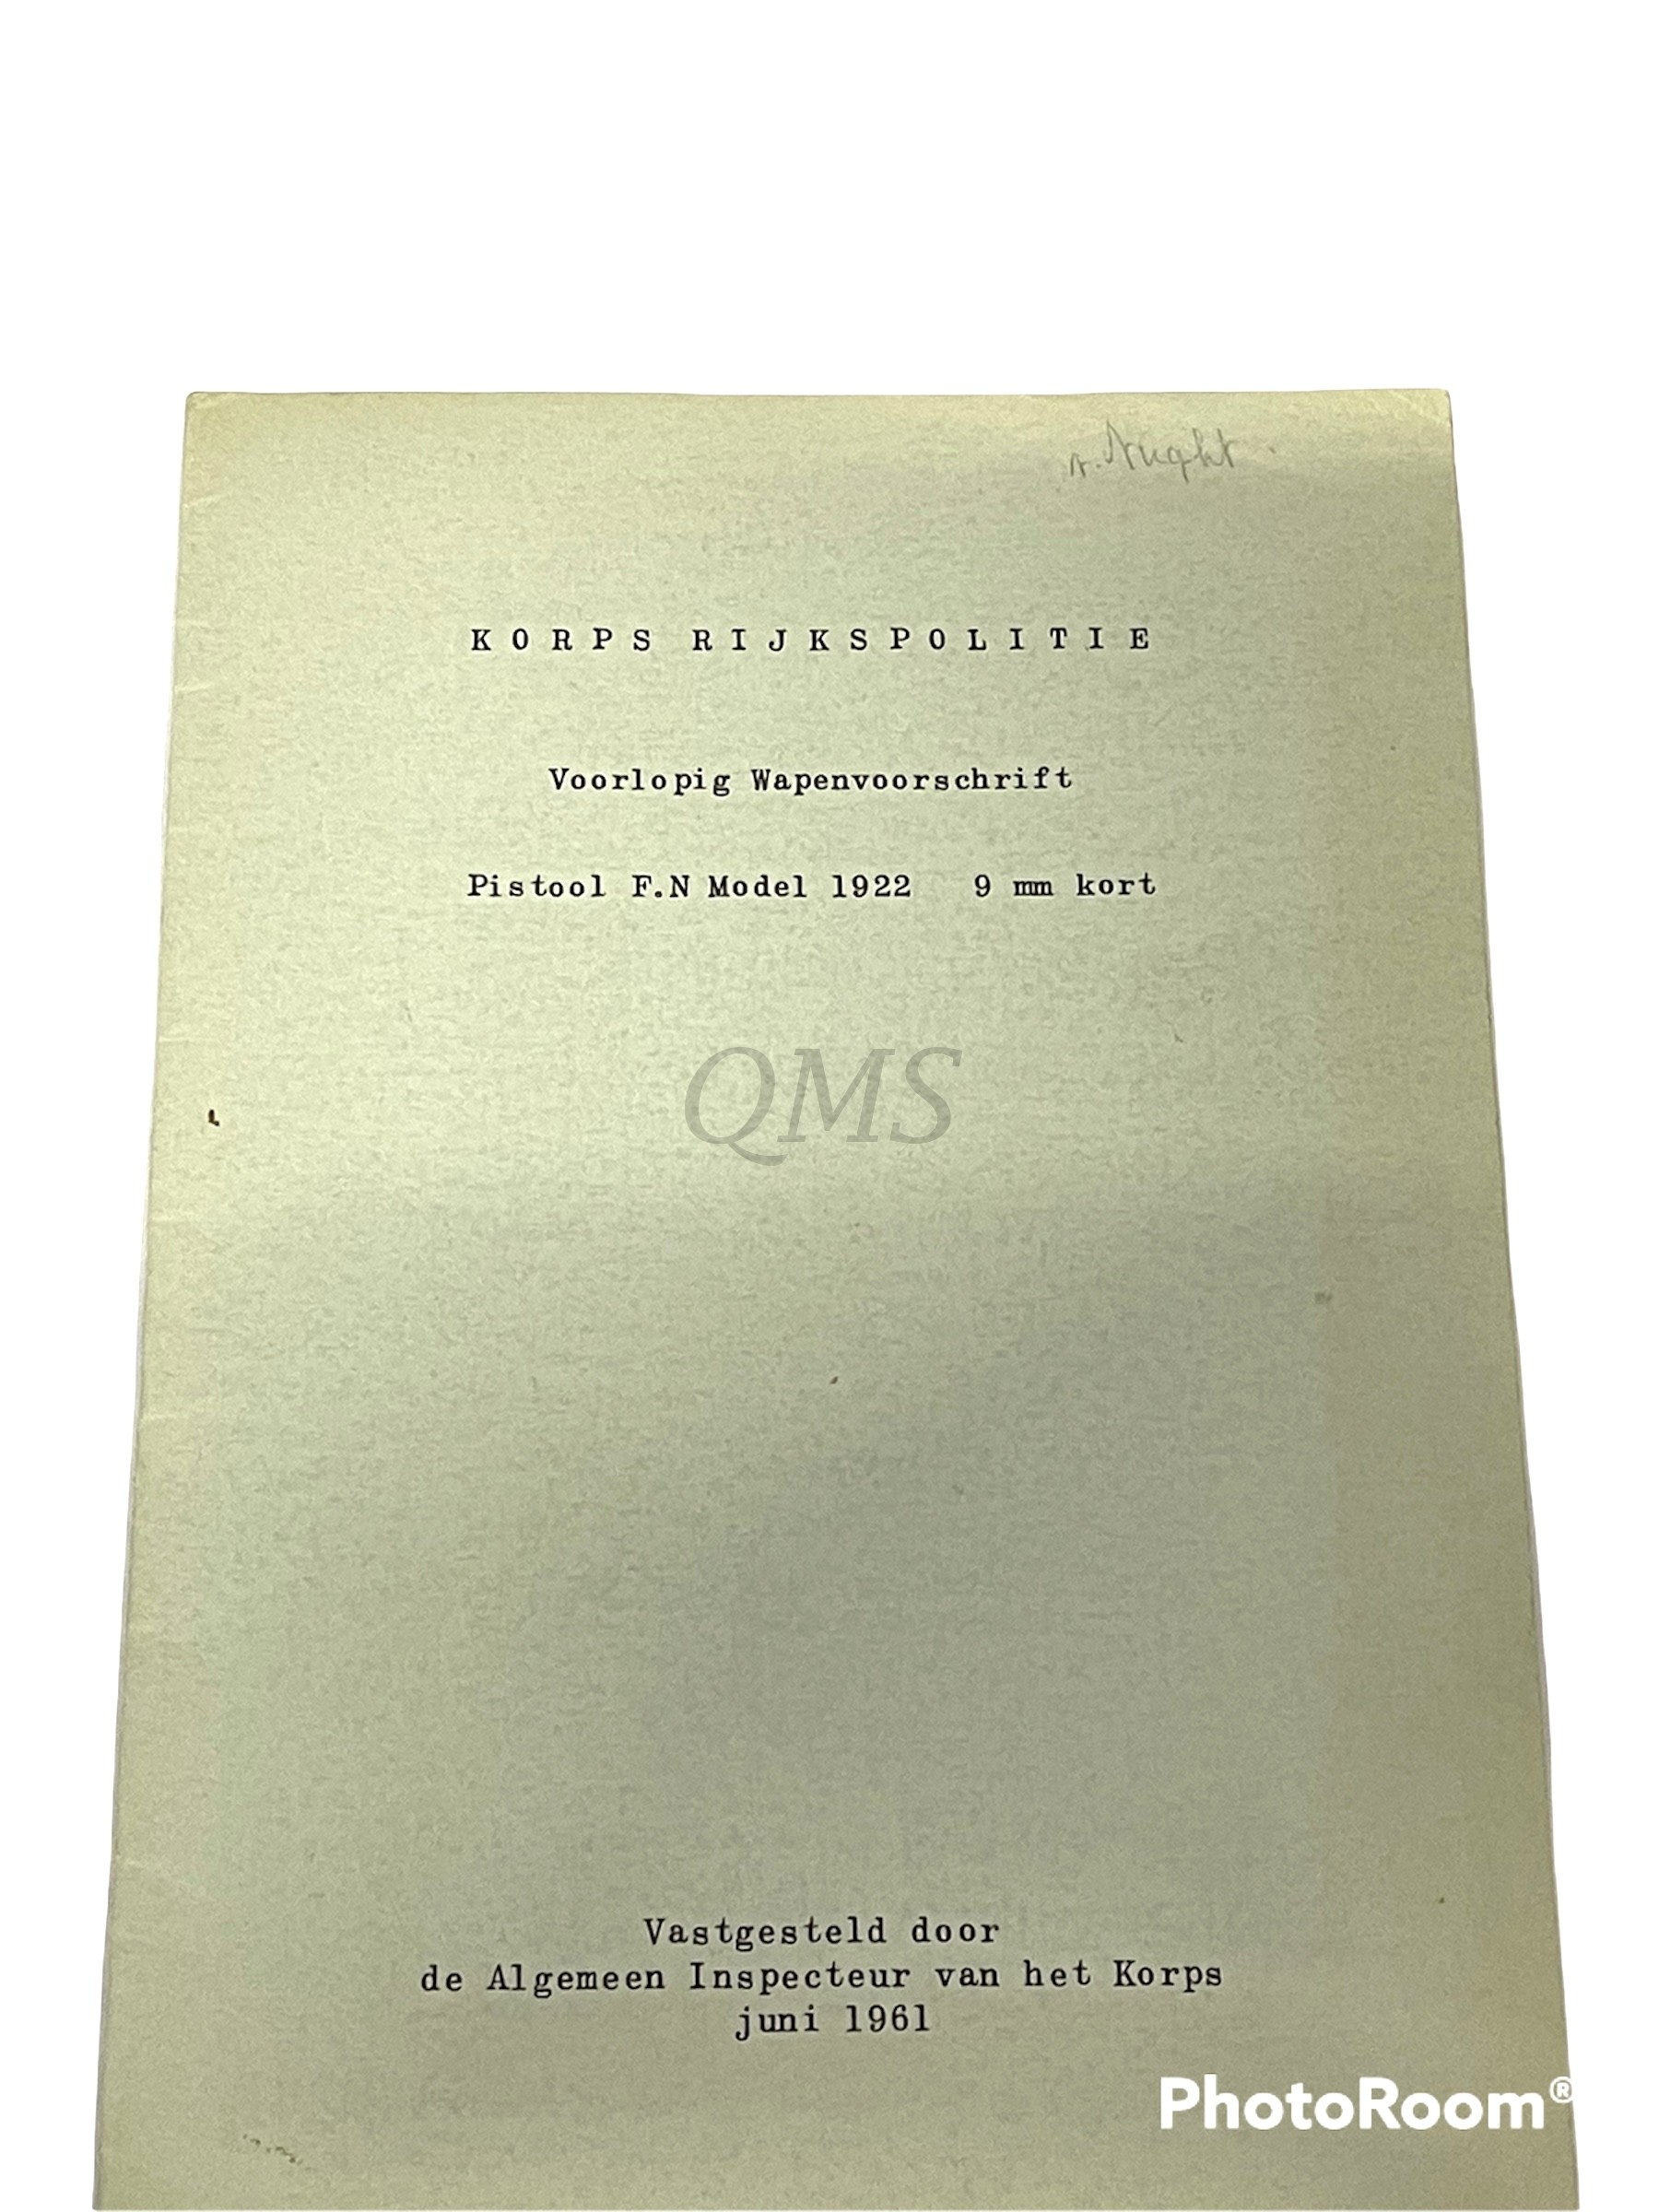 KORPS RIJKSPOLITIE
Voorlopig Wapenvoorschrift
Pistool F.N Model 1922 9 mm kort
QMS
Vastgesteld door
de Algemeen Inspecteur van het Korps
juni 1961
PhotoRoom®